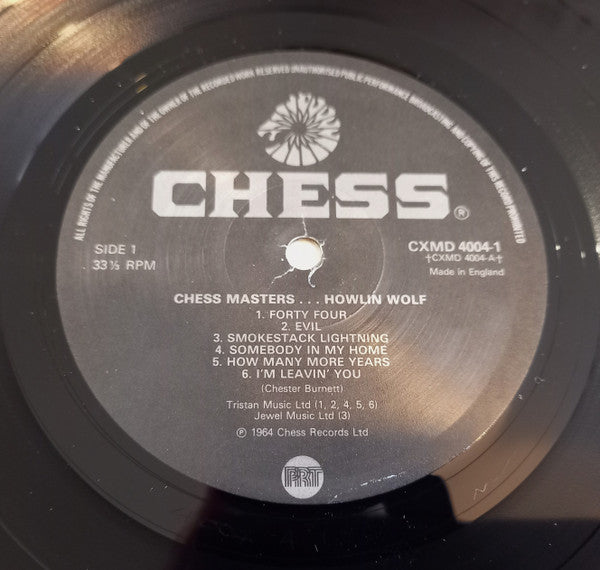 ALL RIGHTS OF THE MANUFACTURER AND OF THE OWNER OF THE RECORDED WORK RESERVED UNAUTHORISED PUBLIC PERFORMANCE BROADCASTING AND COPYING OF THIS RECORD PROHIBITED
CHESS®
SIDE 1
33⅓ RPM
CXMD 4004-1
†CXMD 4004-A†
Made in England
CHESS MASTERS . . . HOWLIN WOLF
1. FORTY FOUR
2. EVIL
3. SMOKESTACK LIGHTNING
4. SOMEBODY IN MY HOME
5. HOW MANY MORE YEARS
6. I'M LEAVIN' YOU
(Chester Burnett)
Tristan Music Ltd (1, 2, 4, 5, 6)
Jewel Music Ltd (3)
℗ 1964 Chess Records Ltd
PRT